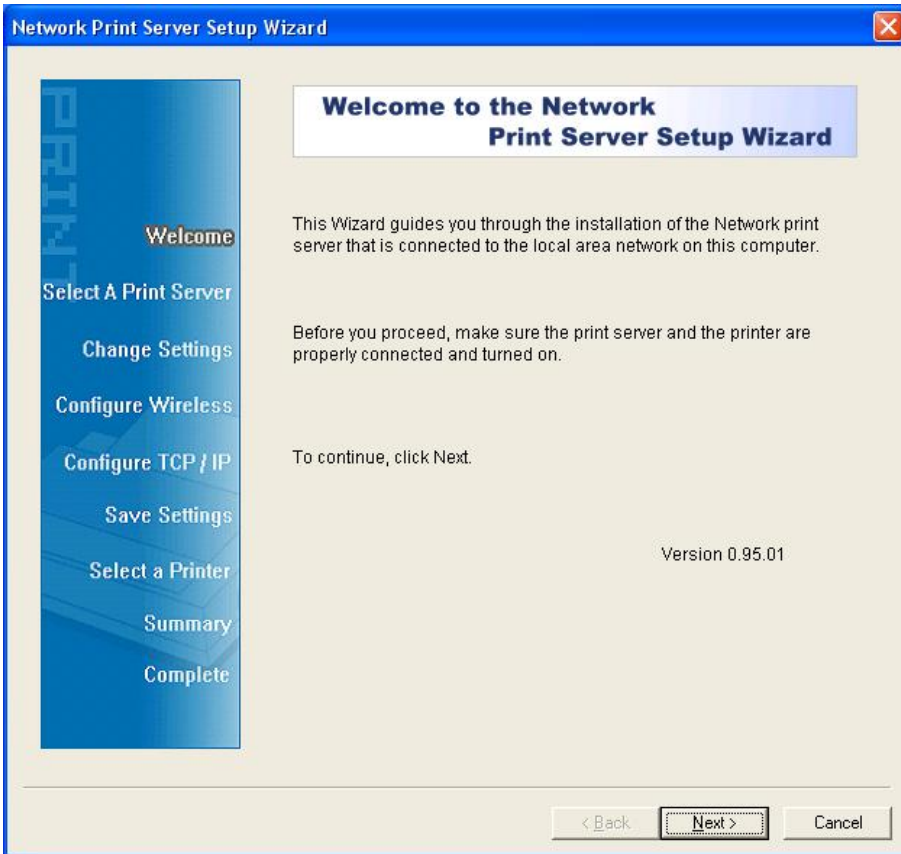 Network Print Server Setup Wizard
PRINT
Welcome
Select A Print Server
Change Settings
Configure Wireless
Configure TCP / IP
Save Settings
Select a Printer
Summary
Complete
Welcome to the Network
Print Server Setup Wizard
This Wizard guides you through the installation of the Network print
server that is connected to the local area network on this computer.
Before you proceed, make sure the print server and the printer are
properly connected and turned on.
To continue, click Next.
Version 0.95.01
< Back
Next >
Cancel